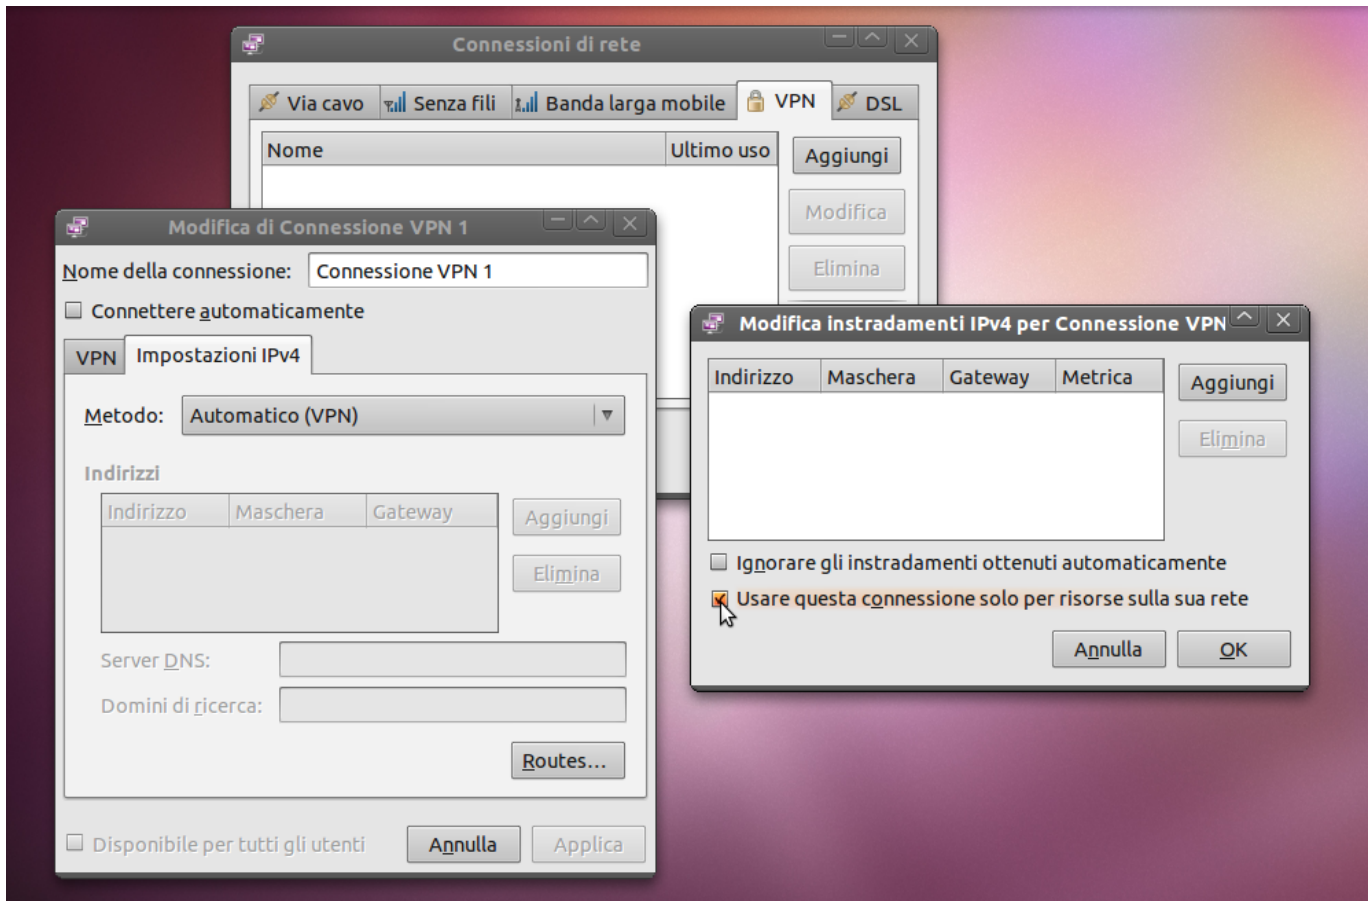 Connessioni di rete
Via cavo Senza fili Banda larga mobile VPN DSL
Nome Ultimo uso Aggiungi
Modifica
Elimina
Modifica di Connessione VPN 1
Nome della connessione: Connessione VPN 1
Connettere automaticamente
VPN Impostazioni IPv4
Metodo: Automatico (VPN)
Indirizzi
Indirizzo Maschera Gateway Aggiungi
Elimina
Server DNS:
Domini di ricerca:
Routes...
Disponibile per tutti gli utenti Annulla Applica
Modifica instradamenti IPv4 per Connessione VPN
Indirizzo Maschera Gateway Metrica Aggiungi
Elimina
Ignorare gli instradamenti ottenuti automaticamente
Usare questa connessione solo per risorse sulla sua rete
Annulla OK